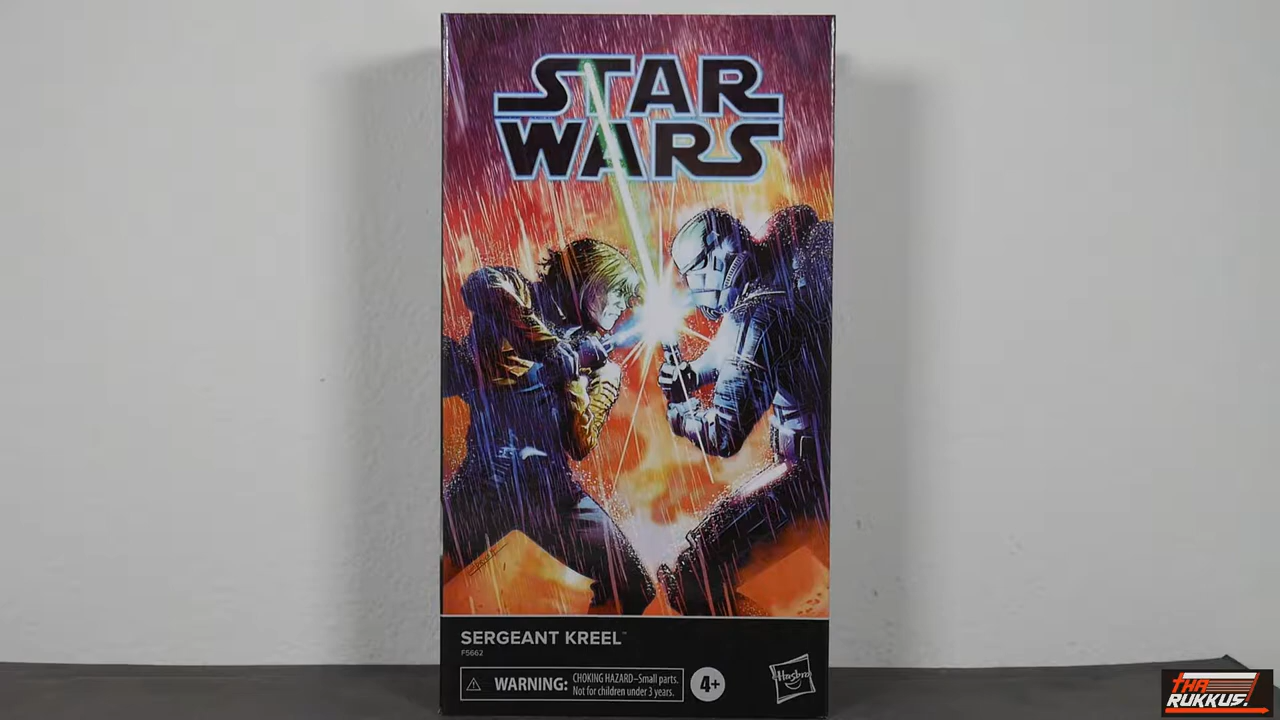 STAR
WARS
SERGEANT KREEL™
F5662
WARNING: CHOKING HAZARD–Small parts.
Not for children under 3 years.
4+
Hasbro
THA
RUKKUS!